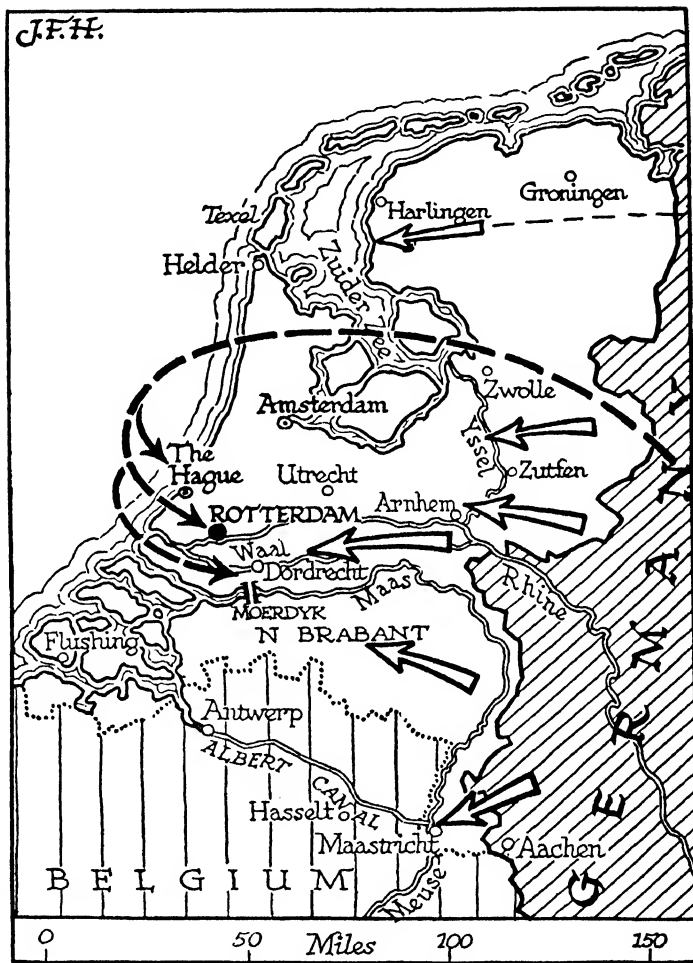 J.F.H.
Groningen
Harlingen
Texel
Helder
Zuider
Zee
Zwolle
Amsterdam
Yssel
The
Hague
Utrecht
Zutfen
ROTTERDAM
Arnhem
Waal
Dordrecht
Maas
Rhine
MOERDYK
N BRABANT
Flushing
Antwerp
ALBERT
CANAL
Hasselt
Maastricht
Aachen
BELGIUM
Meuse
GERMANY
0 50 Miles 100 150